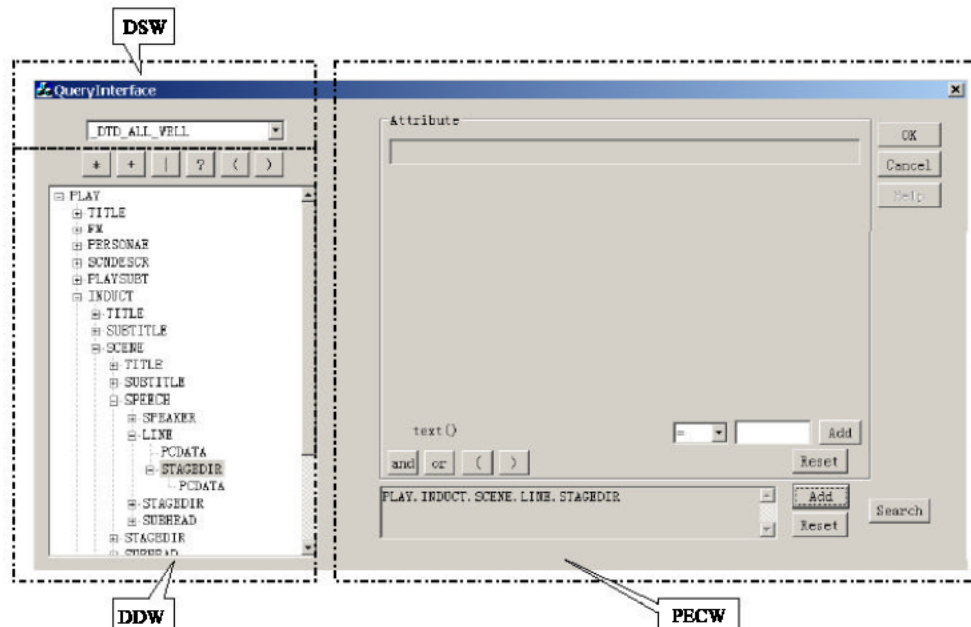 DSW
QueryInterface
_DTD_ALL_WELL
* + | ? ( )
PLAY
TITLE
FM
PERSONAE
SCNDESCR
PLAYSUBT
INDUCT
TITLE
SUBTITLE
SCENE
TITLE
SUBTITLE
SPEECH
SPEAKER
LINE
PCDATA
STAGEDIR
PCDATA
STAGEDIR
SUBHEAD
STAGEDIR
SUBHEAD
Attribute
OK
Cancel
Help
text()
=
Add
and or ( )
Reset
PLAY.INDUCT.SCENE.LINE.STAGEDIR
Add
Reset
Search
DDW
PECW